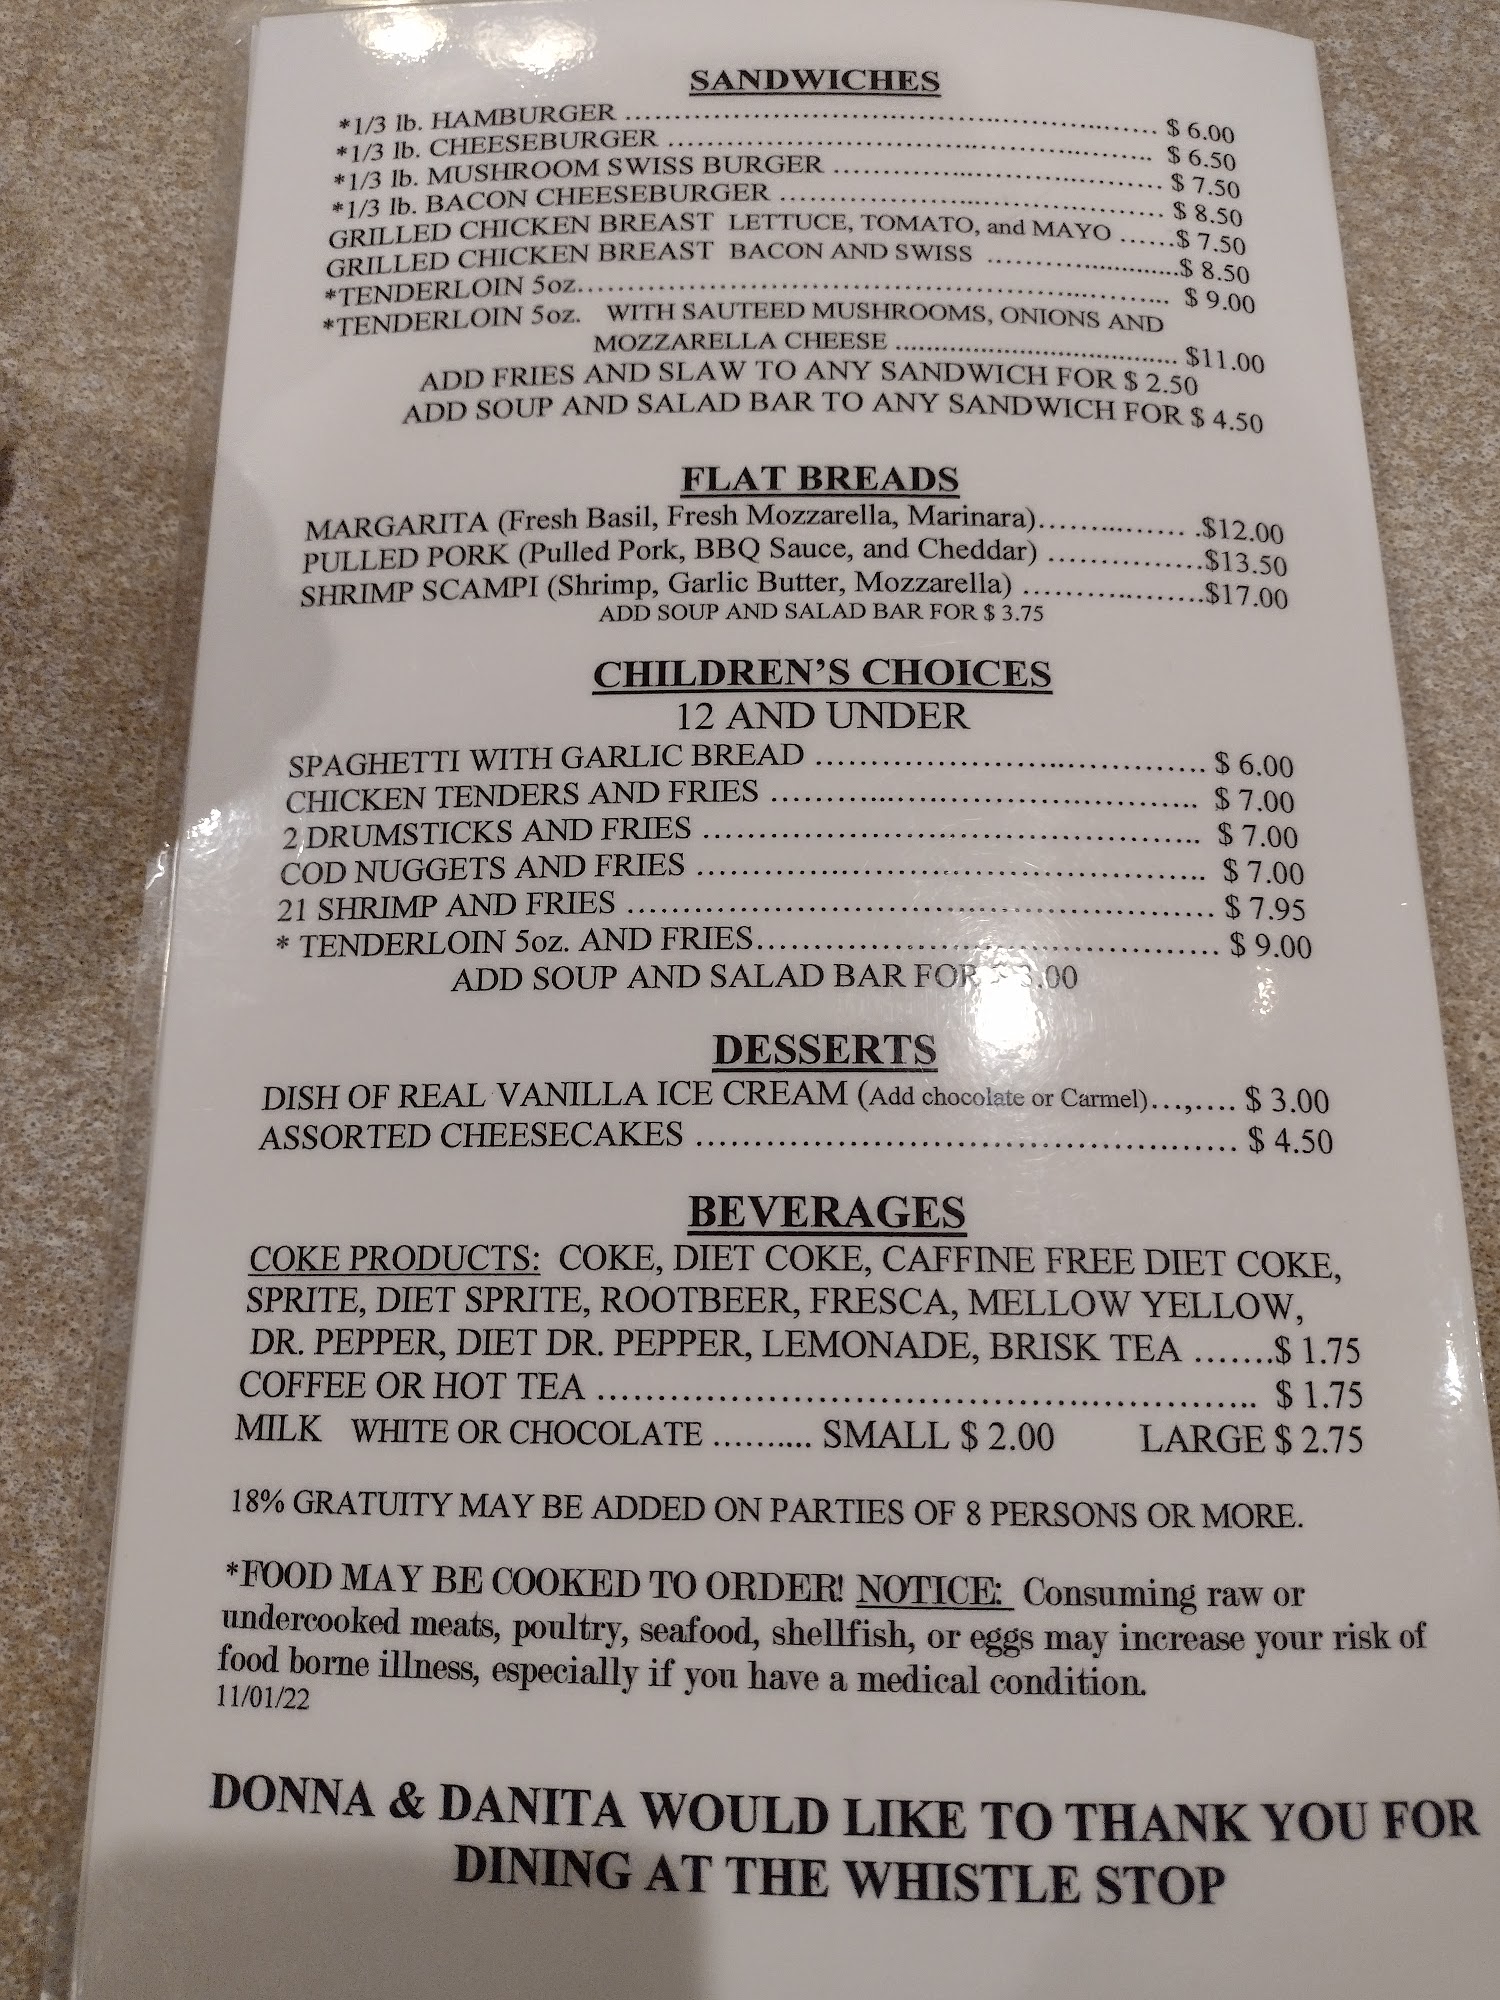 SANDWICHES
*1/3 lb. HAMBURGER .......................................................... $ 6.00
*1/3 lb. CHEESEBURGER ..................................................... $ 6.50
*1/3 lb. MUSHROOM SWISS BURGER .................................... $ 7.50
*1/3 lb. BACON CHEESEBURGER .......................................... $ 8.50
GRILLED CHICKEN BREAST LETTUCE, TOMATO, and MAYO ......$ 7.50
GRILLED CHICKEN BREAST BACON AND SWISS ........................$ 8.50
*TENDERLOIN 5oz................................................................ $ 9.00
*TENDERLOIN 5oz. WITH SAUTEED MUSHROOMS, ONIONS AND
MOZZARELLA CHEESE .................................... $11.00
ADD FRIES AND SLAW TO ANY SANDWICH FOR $ 2.50
ADD SOUP AND SALAD BAR TO ANY SANDWICH FOR $ 4.50
FLAT BREADS
MARGARITA (Fresh Basil, Fresh Mozzarella, Marinara)................ .$12.00
PULLED PORK (Pulled Pork, BBQ Sauce, and Cheddar) .................$13.50
SHRIMP SCAMPI (Shrimp, Garlic Butter, Mozzarella) ....................$17.00
ADD SOUP AND SALAD BAR FOR $ 3.75
CHILDREN'S CHOICES
12 AND UNDER
SPAGHETTI WITH GARLIC BREAD ....................................... $ 6.00
CHICKEN TENDERS AND FRIES ........................................... $ 7.00
2 DRUMSTICKS AND FRIES .................................................. $ 7.00
COD NUGGETS AND FRIES ................................................... $ 7.00
21 SHRIMP AND FRIES .......................................................... $ 7.95
* TENDERLOIN 5oz. AND FRIES.............................................. $ 9.00
ADD SOUP AND SALAD BAR FOR $ 3.00
DESSERTS
DISH OF REAL VANILLA ICE CREAM (Add chocolate or Carmel)...,.... $ 3.00
ASSORTED CHEESECAKES ..................................................... $ 4.50
BEVERAGES
COKE PRODUCTS: COKE, DIET COKE, CAFFINE FREE DIET COKE,
SPRITE, DIET SPRITE, ROOTBEER, FRESCA, MELLOW YELLOW,
DR. PEPPER, DIET DR. PEPPER, LEMONADE, BRISK TEA .......$ 1.75
COFFEE OR HOT TEA ............................................................... $ 1.75
MILK WHITE OR CHOCOLATE .......... SMALL $ 2.00 LARGE $ 2.75
18% GRATUITY MAY BE ADDED ON PARTIES OF 8 PERSONS OR MORE.
*FOOD MAY BE COOKED TO ORDER! NOTICE: Consuming raw or
undercooked meats, poultry, seafood, shellfish, or eggs may increase your risk of
food borne illness, especially if you have a medical condition.
11/01/22
DONNA & DANITA WOULD LIKE TO THANK YOU FOR
DINING AT THE WHISTLE STOP